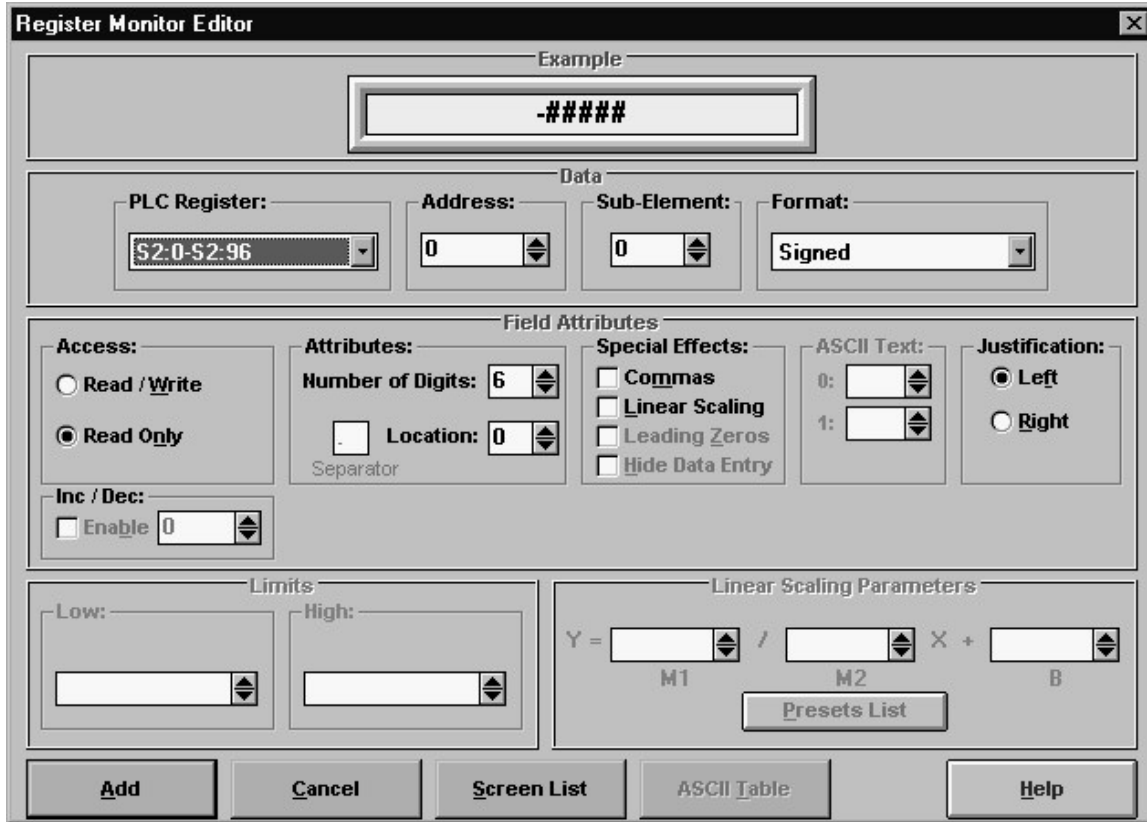 Register Monitor Editor
Example
-#####
Data
PLC Register: Address: Sub-Element: Format:
S2:0-S2:96 0 0 Signed
Field Attributes
Access: Attributes: Special Effects: ASCII Text: Justification:
Read / Write Number of Digits: 6 Commas 0: Left
Linear Scaling
Read Only . Location: 0 Leading Zeros 1: Right
Separator Hide Data Entry
Inc / Dec:
Enable 0
Limits Linear Scaling Parameters
Low: High:
Y = / X +
M1 M2 B
Presets List
Add Cancel Screen List ASCII Table Help